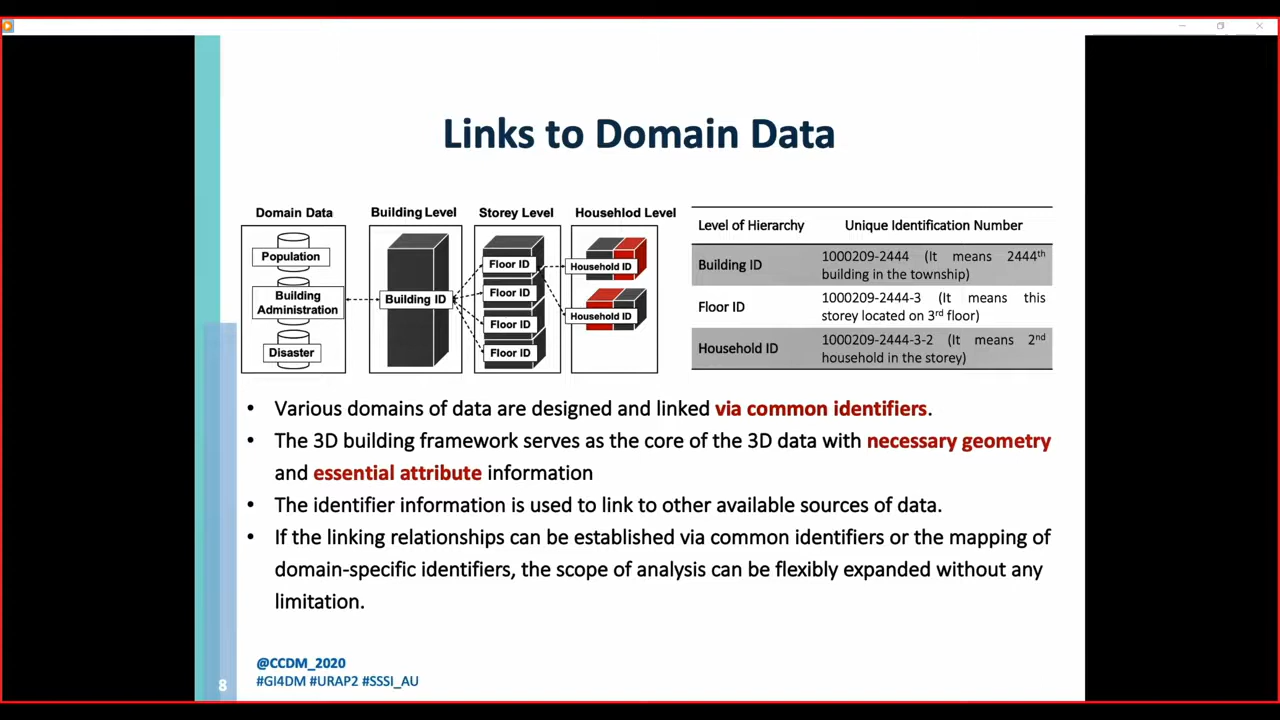 Links to Domain Data
Domain Data
Building Level
Storey Level
Househlod Level
Population
Building
Administration
Disaster
Building ID
Floor ID
Floor ID
Floor ID
Floor ID
Household ID
Household ID
Level of Hierarchy Unique Identification Number
Building ID 1000209-2444 (It means 2444th
building in the township)
Floor ID 1000209-2444-3 (It means this
storey located on 3rd floor)
Household ID 1000209-2444-3-2 (It means 2nd
household in the storey)
• Various domains of data are designed and linked via common identifiers.
• The 3D building framework serves as the core of the 3D data with necessary geometry
and essential attribute information
• The identifier information is used to link to other available sources of data.
• If the linking relationships can be established via common identifiers or the mapping of
domain-specific identifiers, the scope of analysis can be flexibly expanded without any
limitation.
@CCDM_2020
#GI4DM #URAP2 #SSSI_AU
8